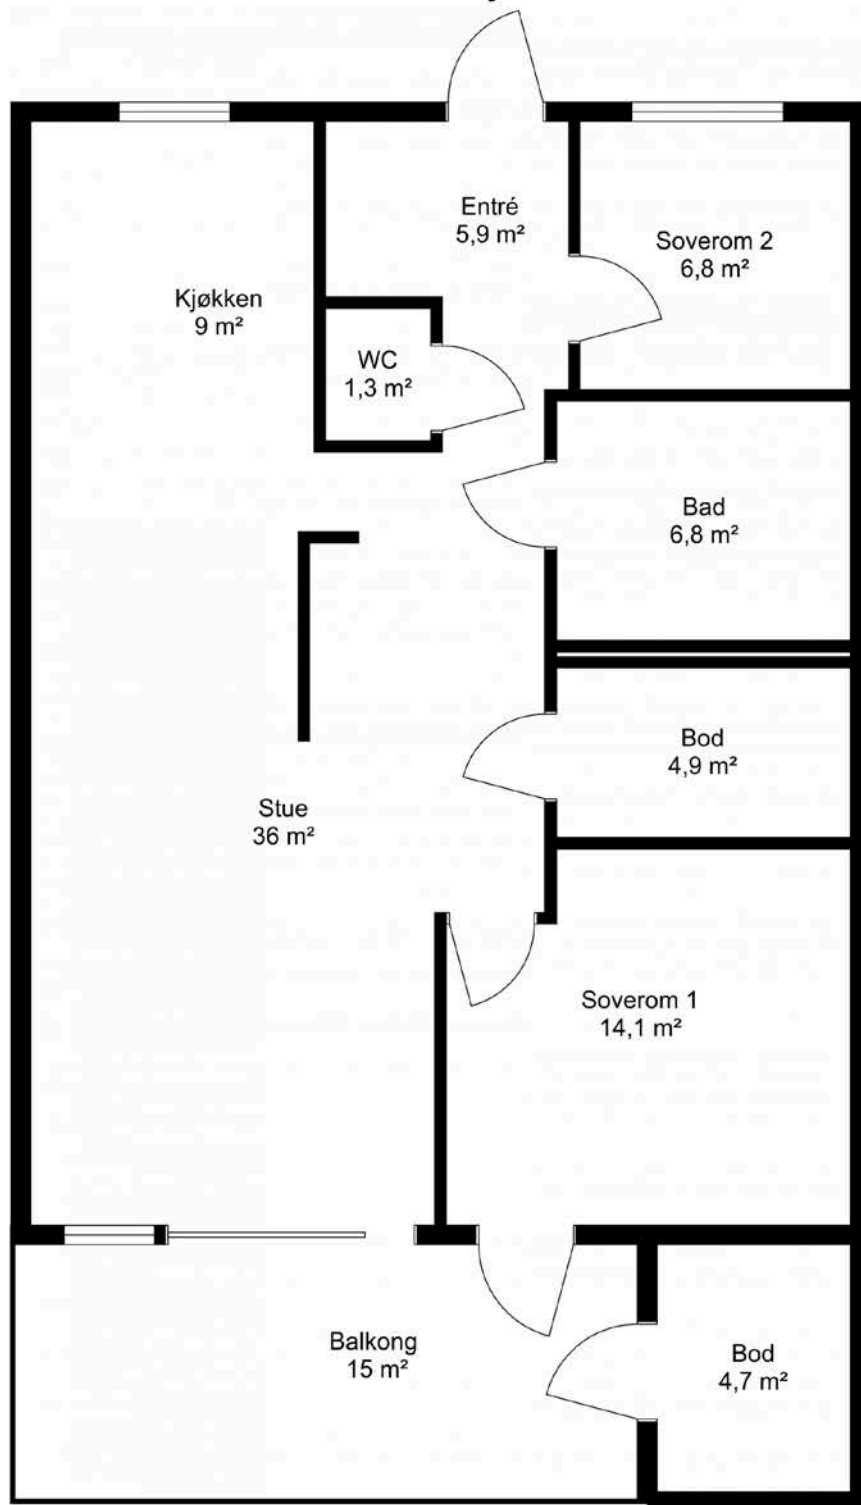 Entré
5,9 m²
Soverom 2
6,8 m²
Kjøkken
9 m²
WC
1,3 m²
Bad
6,8 m²
Bod
4,9 m²
Stue
36 m²
Soverom 1
14,1 m²
Balkong
15 m²
Bod
4,7 m²